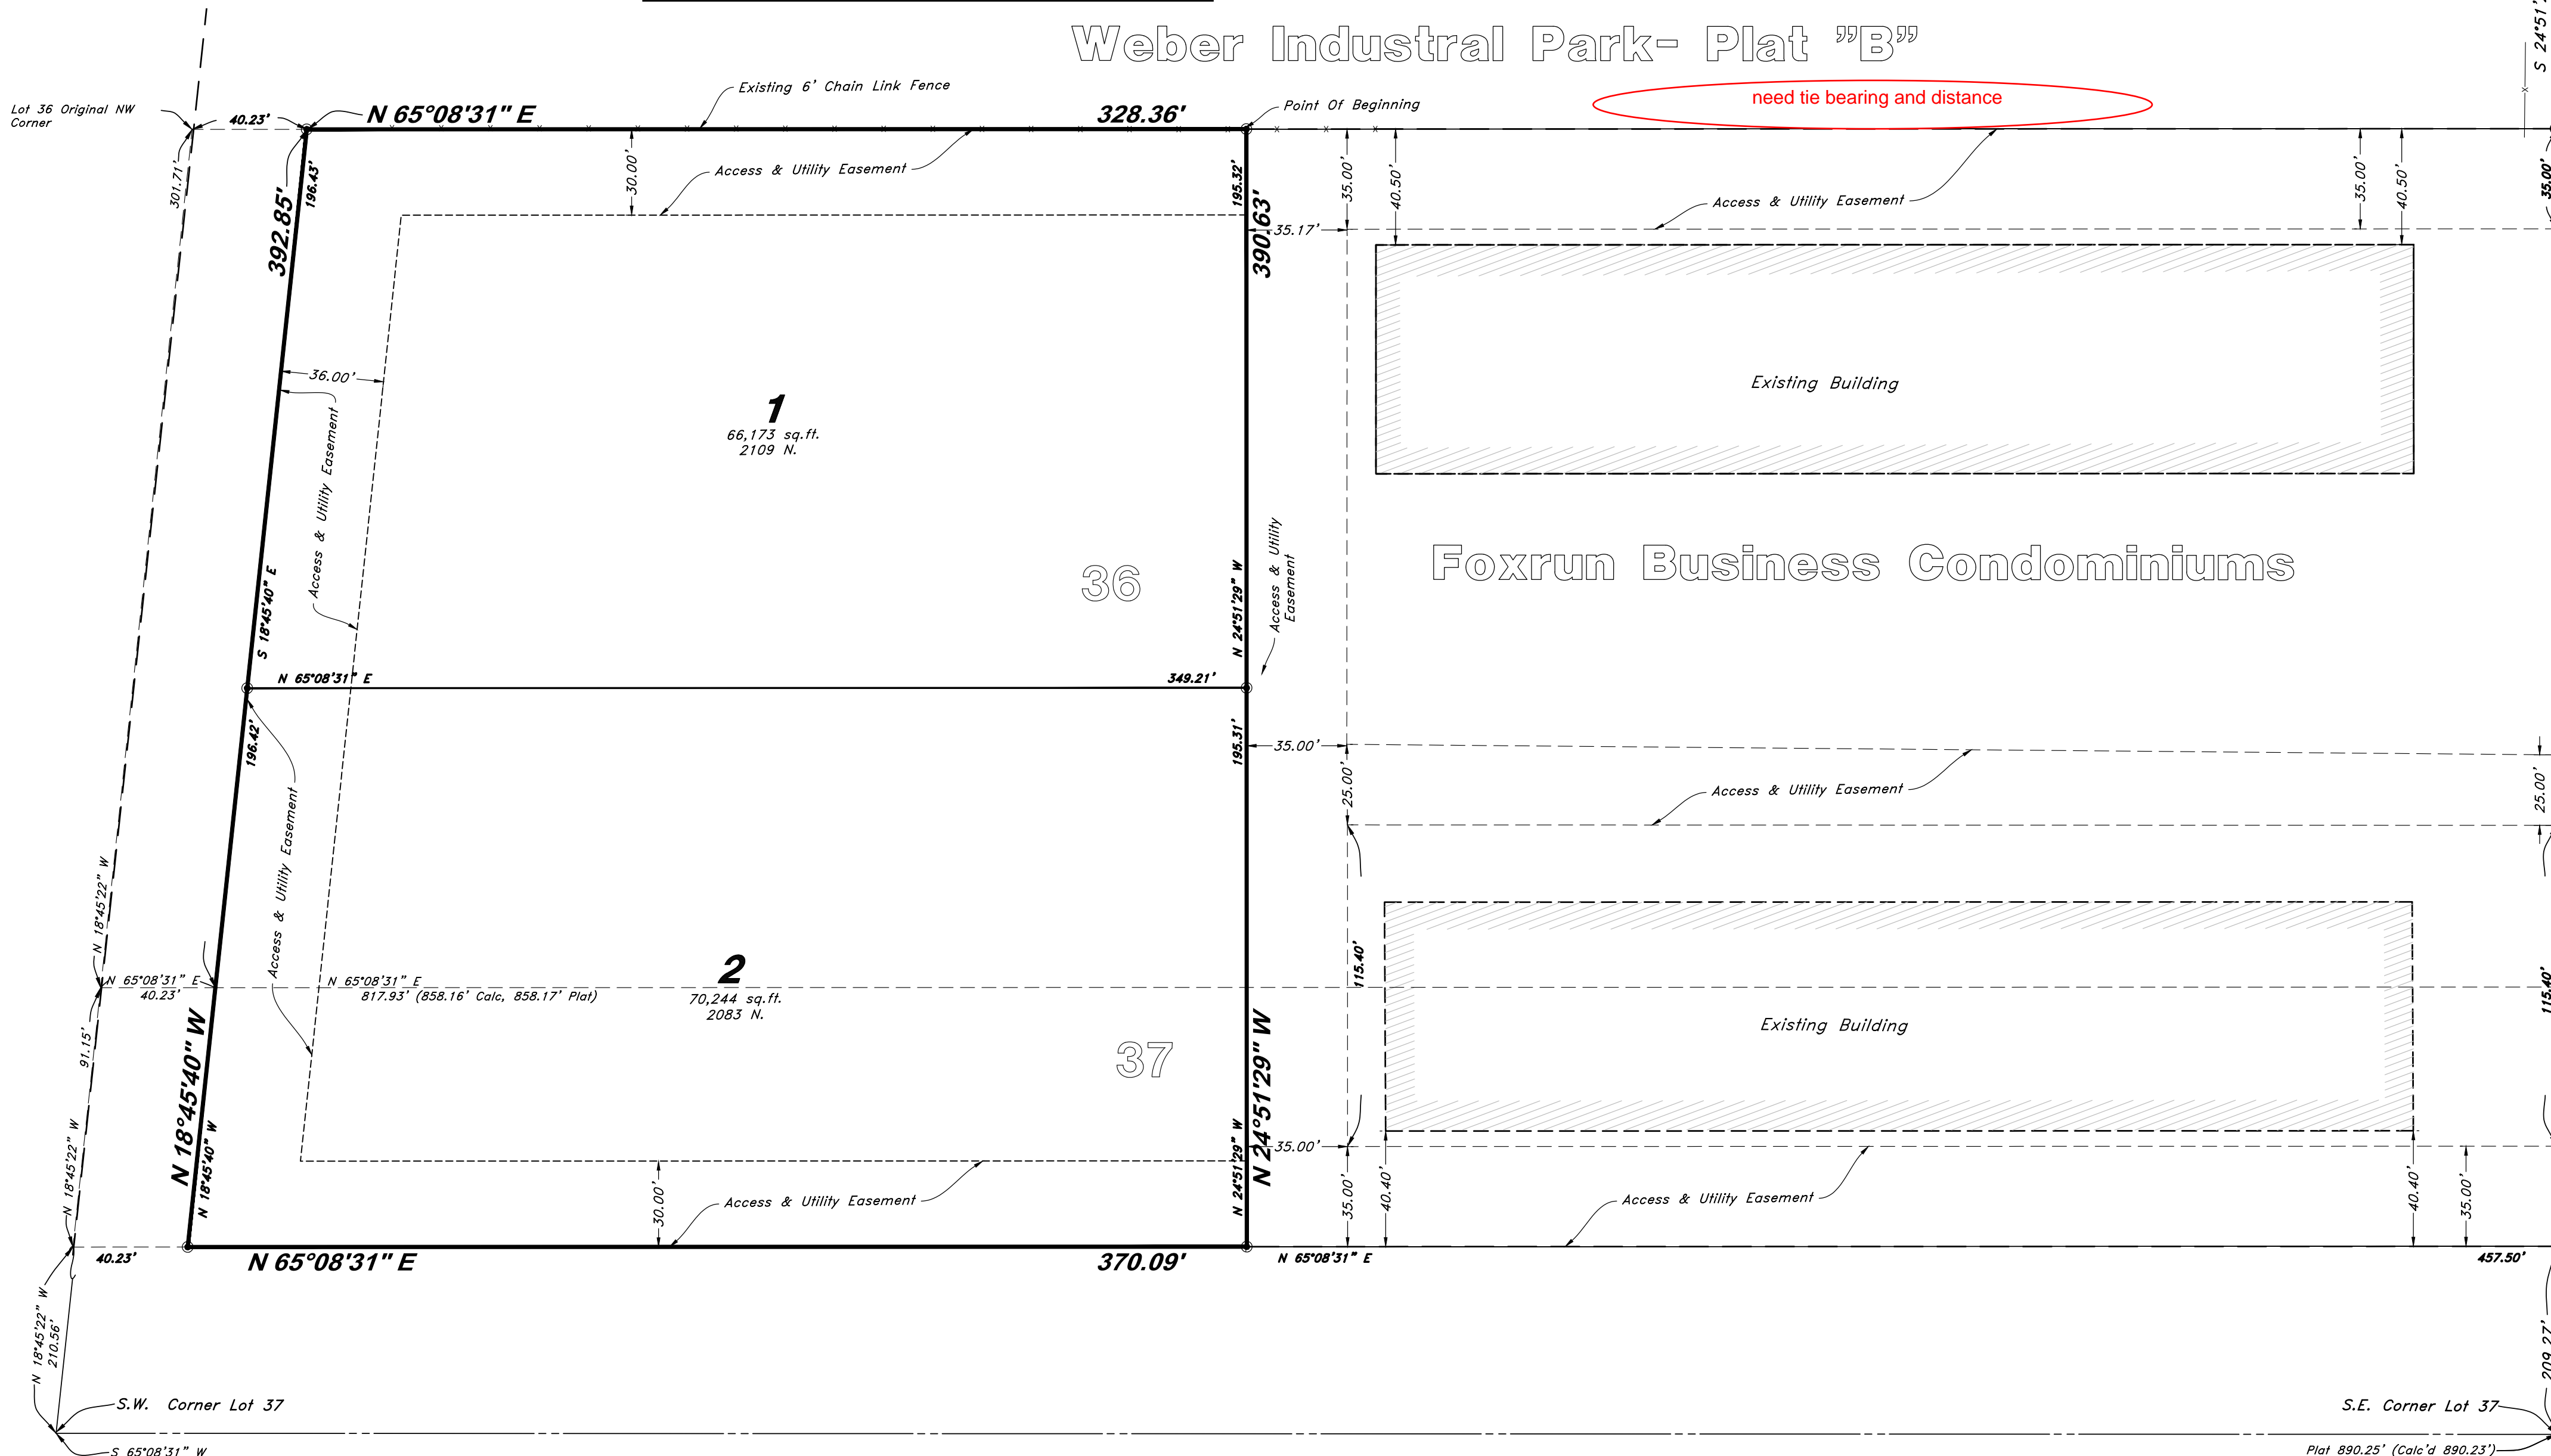 Weber Industral Park- Plat "B"
S 24°51'
Lot 36 Original NW
Corner
40.23'
N 65°08'31" E
Existing 6' Chain Link Fence
328.36'
Point Of Beginning
need tie bearing and distance
301.71'
392.85'
196.43'
30.00'
Access & Utility Easement
195.32'
390.63'
35.00'
40.50'
35.17'
Access & Utility Easement
35.00'
40.50'
35.00'
36.00'
Access & Utility Easement
1
66,173 sq.ft.
2109 N.
Existing Building
36
Foxrun Business Condominiums
S 18°45'40" E
N 24°51'29" W
Access & Utility
Easement
N 65°08'31" E
349.21'
196.42'
195.31'
35.00'
25.00'
Access & Utility Easement
25.00'
Access & Utility Easement
N 18°45'22" W
N 65°08'31" E
40.23'
N 65°08'31" E
817.93' (858.16' Calc, 858.17' Plat)
2
70,244 sq.ft.
2083 N.
115.40'
115.40'
Existing Building
91.15'
37
N 18°45'40" W
N 18°45'40" W
N 18°45'22" W
N 24°51'29" W
N 24°51'29" W
35.00'
35.00'
40.40'
30.00'
Access & Utility Easement
Access & Utility Easement
40.40'
35.00'
40.23'
N 65°08'31" E
370.09'
N 65°08'31" E
457.50'
N 18°45'22" W
210.56'
209.27'
S.W. Corner Lot 37
S.E. Corner Lot 37
S 65°08'31" W
Plat 890.25' (Calc'd 890.23')